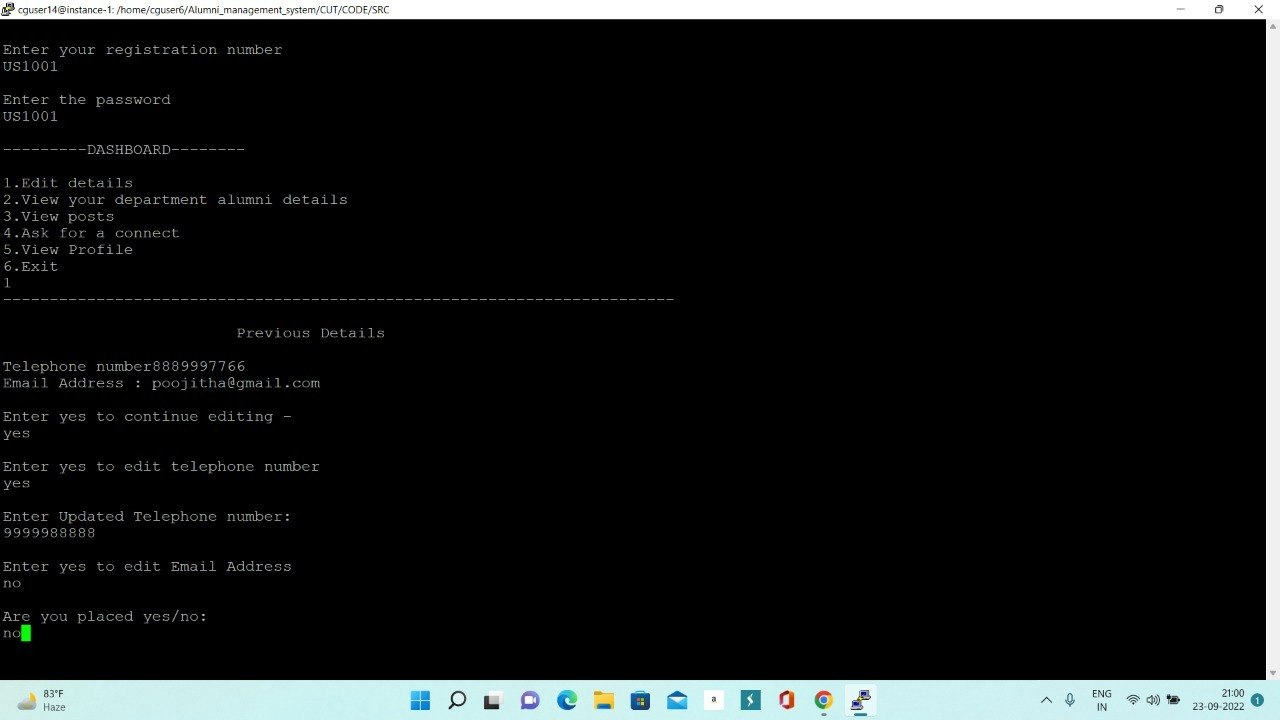 cguser14@instance-1: /home/cguser6/Alumni_management_system/CUT/CODE/SRC
Enter your registration number
US1001
Enter the password
US1001
---------DASHBOARD--------
1.Edit details
2.View your department alumni details
3.View posts
4.Ask for a connect
5.View Profile
6.Exit
1
------------------------------------------------------------------------
Previous Details
Telephone number8889997766
Email Address : poojitha@gmail.com
Enter yes to continue editing -
yes
Enter yes to edit telephone number
yes
Enter Updated Telephone number:
9999988888
Enter yes to edit Email Address
no
Are you placed yes/no:
no
83°F
Haze
a
ENG
IN
21:00
23-09-2022
1